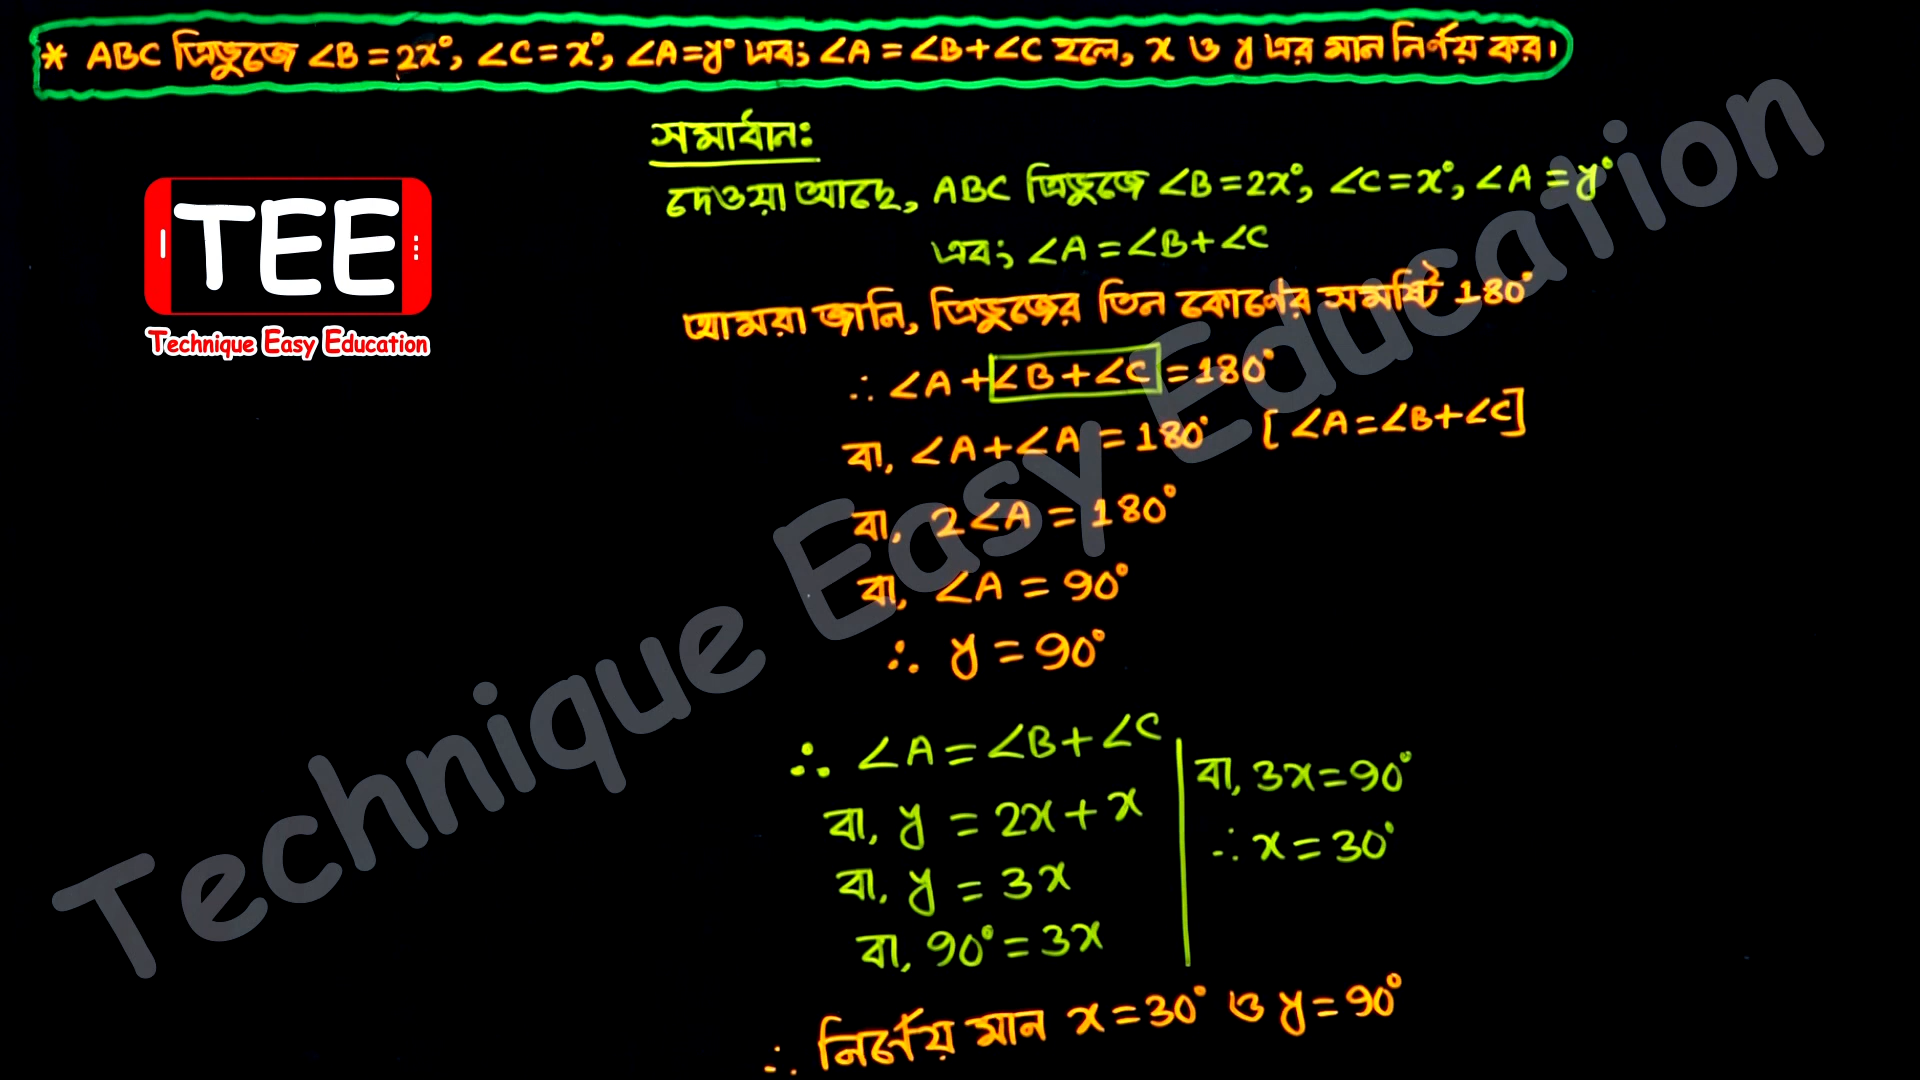 * ABC ত্রিভুজে ∠B = 2x°, ∠C = x°, ∠A = y° এবং ∠A = ∠B + ∠C হলে, x ও y এর মান নির্ণয় কর।
সমাধান:
দেওয়া আছে, ABC ত্রিভুজে ∠B = 2x°, ∠C = x°, ∠A = y°
এবং ∠A = ∠B + ∠C
TEE
Technique Easy Education
আমরা জানি, ত্রিভুজের তিন কোণের সমষ্টি 180°
∴ ∠A + ∠B + ∠C = 180°
বা, ∠A + ∠A = 180° [∠A = ∠B + ∠C]
বা, 2∠A = 180°
বা, ∠A = 90°
∴ y = 90°
∴ ∠A = ∠B + ∠C
বা, y = 2x + x
বা, y = 3x
বা, 90° = 3x
বা, 3x = 90°
∴ x = 30°
∴ নির্ণেয় মান x = 30° ও y = 90°
Technique Easy Education